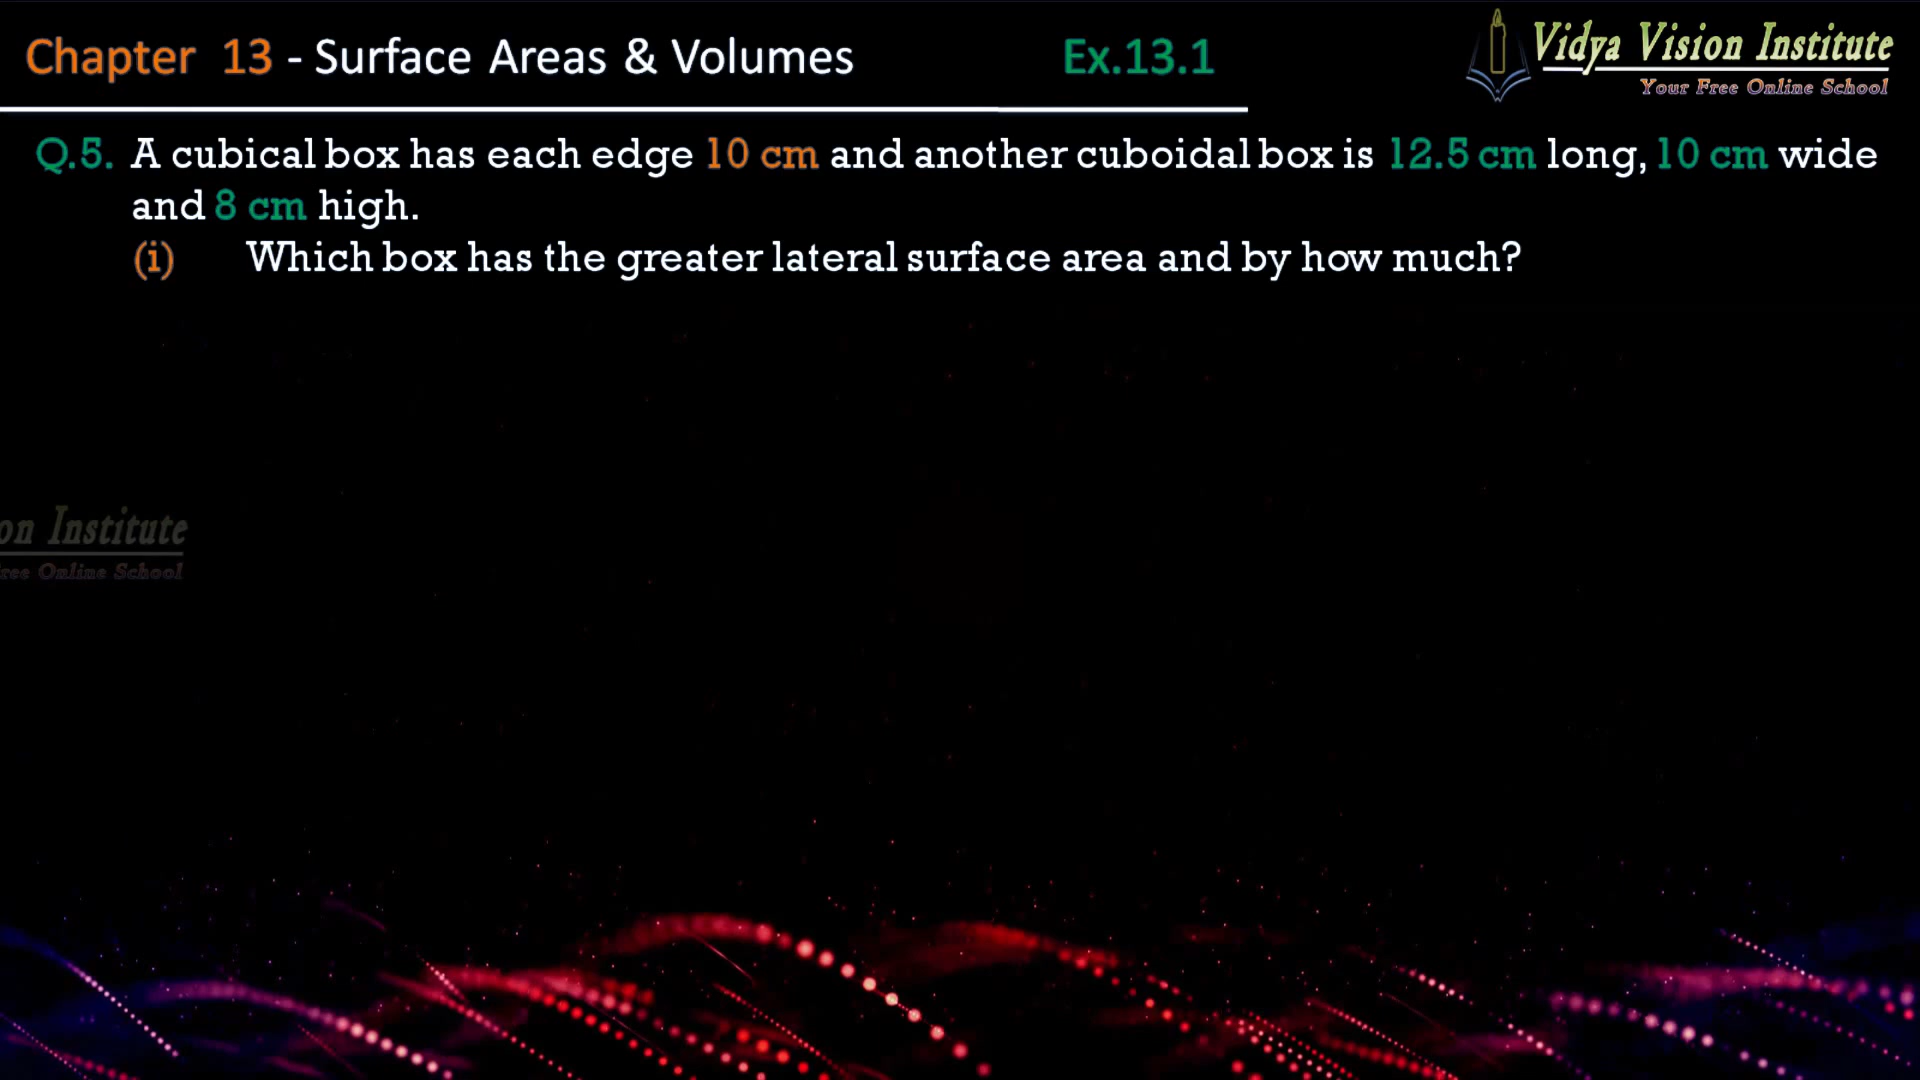 Chapter 13 - Surface Areas & Volumes Ex.13.1
Vidya Vision Institute
Your Free Online School
Q.5. A cubical box has each edge 10 cm and another cuboidal box is 12.5 cm long, 10 cm wide
and 8 cm high.
(i) Which box has the greater lateral surface area and by how much?
on Institute
ree Online School